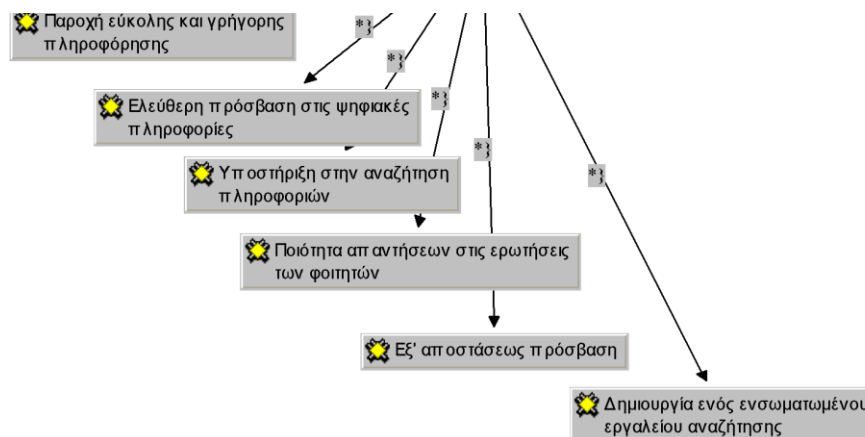 Παροχή εύκολης και γρήγορης
πληροφόρησης
*}
*}
Ελεύθερη πρόσβαση στις ψηφιακές
πληροφορίες
*}
*}
Υποστήριξη στην αναζήτηση
πληροφοριών
*}
Ποιότητα απαντήσεων στις ερωτήσεις
των φοιτητών
Εξ' αποστάσεως πρόσβαση
Δημιουργία ενός ενσωματωμένου
εργαλείου αναζήτησης